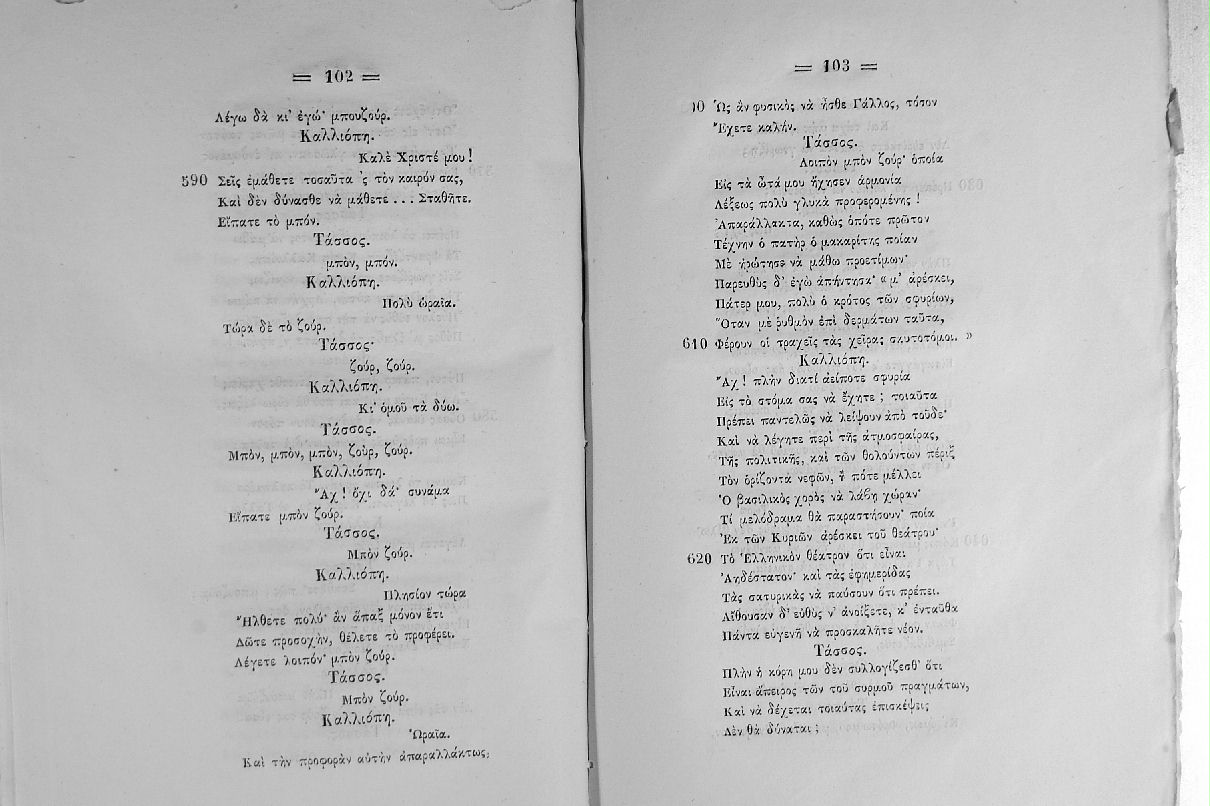 = 102 =
Λέγω δὰ κι' ἐγώ· μπουζούρ.
Καλλιόπη.
Καλὲ Χριστέ μου!
590 Σεῖς ἐμάθετε τοσαῦτα 'ς τὸν καιρόν σας,
Καὶ δὲν δύνασθε νὰ μάθετε... Σταθῆτε.
Εἴπατε τὸ μπόν.
Τάσσος.
μπὸν, μπόν.
Καλλιόπη.
Πολὺ ὡραῖα.
Τώρα δὲ τὸ ζούρ.
Τάσσος·
ζούρ, ζούρ.
Καλλιόπη.
Κι' ὁμοῦ τὰ δύω.
Τάσσος.
Μπὸν, μπὸν, μπὸν, ζοὺρ, ζούρ.
Καλλιόπη.
Ἄχ! ὄχι δά· συνάμα
Εἴπατε μπὸν ζούρ.
Τάσσος.
Μπὸν ζούρ.
Καλλιόπη.
Πλησίον τώρα
Ἤλθετε πολύ· ἂν ἅπαξ μόνον ἔτι
Δῶτε προσοχὴν, θέλετε τὸ προφέρει.
Λέγετε λοιπόν· μπὸν ζούρ.
Τάσσος.
Μπὸν ζούρ.
Καλλιόπη.
Ὡραῖα.
Καὶ τὴν προφορὰν αὐτὴν ἀπαραλλάκτως,
= 103 =
Ὡς ἂν φυσικὸς νὰ ἦσθε Γάλλος, τόσον
Ἔχετε καλήν.
Τάσσος.
Λοιπὸν μπὸν ζούρ· ὁποία
Εἰς τὰ ὦτά μου ἤχησεν ἁρμονία
Λέξεως πολὺ γλυκὰ προφερομένης!
Ἀπαράλλακτα, καθὼς ὁπότε πρῶτον
Τέχνην ὁ πατὴρ ὁ μακαρίτης ποίαν
Μὲ ἠρώτησε νὰ μάθω προετίμων·
Παρευθὺς δ' ἐγὼ ἀπήντησα· «μ' ἀρέσκει,
Πάτερ μου, πολὺ ὁ κρότος τῶν σφυρίων,
Ὅταν μὲ ῥυθμὸν ἐπὶ δερμάτων ταῦτα,
610 Φέρουν οἱ τραχεῖς τὰς χεῖρας σκυτοτόμοι. »
Καλλιόπη.
Ἄχ! πλὴν διατί ἀείποτε σφυρία
Εἰς τὸ στόμα σας νὰ ἔχητε; τοιαῦτα
Πρέπει παντελῶς νὰ λείψουν ἀπὸ τοῦδε·
Καὶ νὰ λέγητε περὶ τῆς ἀτμοσφαίρας,
Τῆς πολιτικῆς, καὶ τῶν θολούντων πέριξ
Τὸν ὁρίζοντα νεφῶν, ἢ πότε μέλλει
Ὁ βασιλικὸς χορὸς νὰ λάβῃ χώραν·
Τί μελόδραμα θὰ παραστήσουν· ποία
Ἐκ τῶν Κυριῶν ἀρέσκει τοῦ θεάτρου·
620 Τὸ Ἑλληνικὸν θέατρον ὅτι εἶναι
Ἀηδέστατον· καὶ τὰς ἐφημερίδας
Τὰς σατυρικὰς νὰ παύσουν ὅτι πρέπει.
Αἴθουσαν δ' εὐθὺς ν' ἀνοίξετε, κ' ἐνταῦθα
Πάντα εὐγενῆ νὰ προσκαλῆτε νέον.
Τάσσος.
Πλὴν ἡ κόρη μου δὲν συλλογίζεσθ' ὅτι
Εἶναι ἄπειρος τῶν τοῦ συρμοῦ πραγμάτων,
Καὶ νὰ δέχεται τοιαύτας ἐπισκέψεις
Δὲν θὰ δύναται;